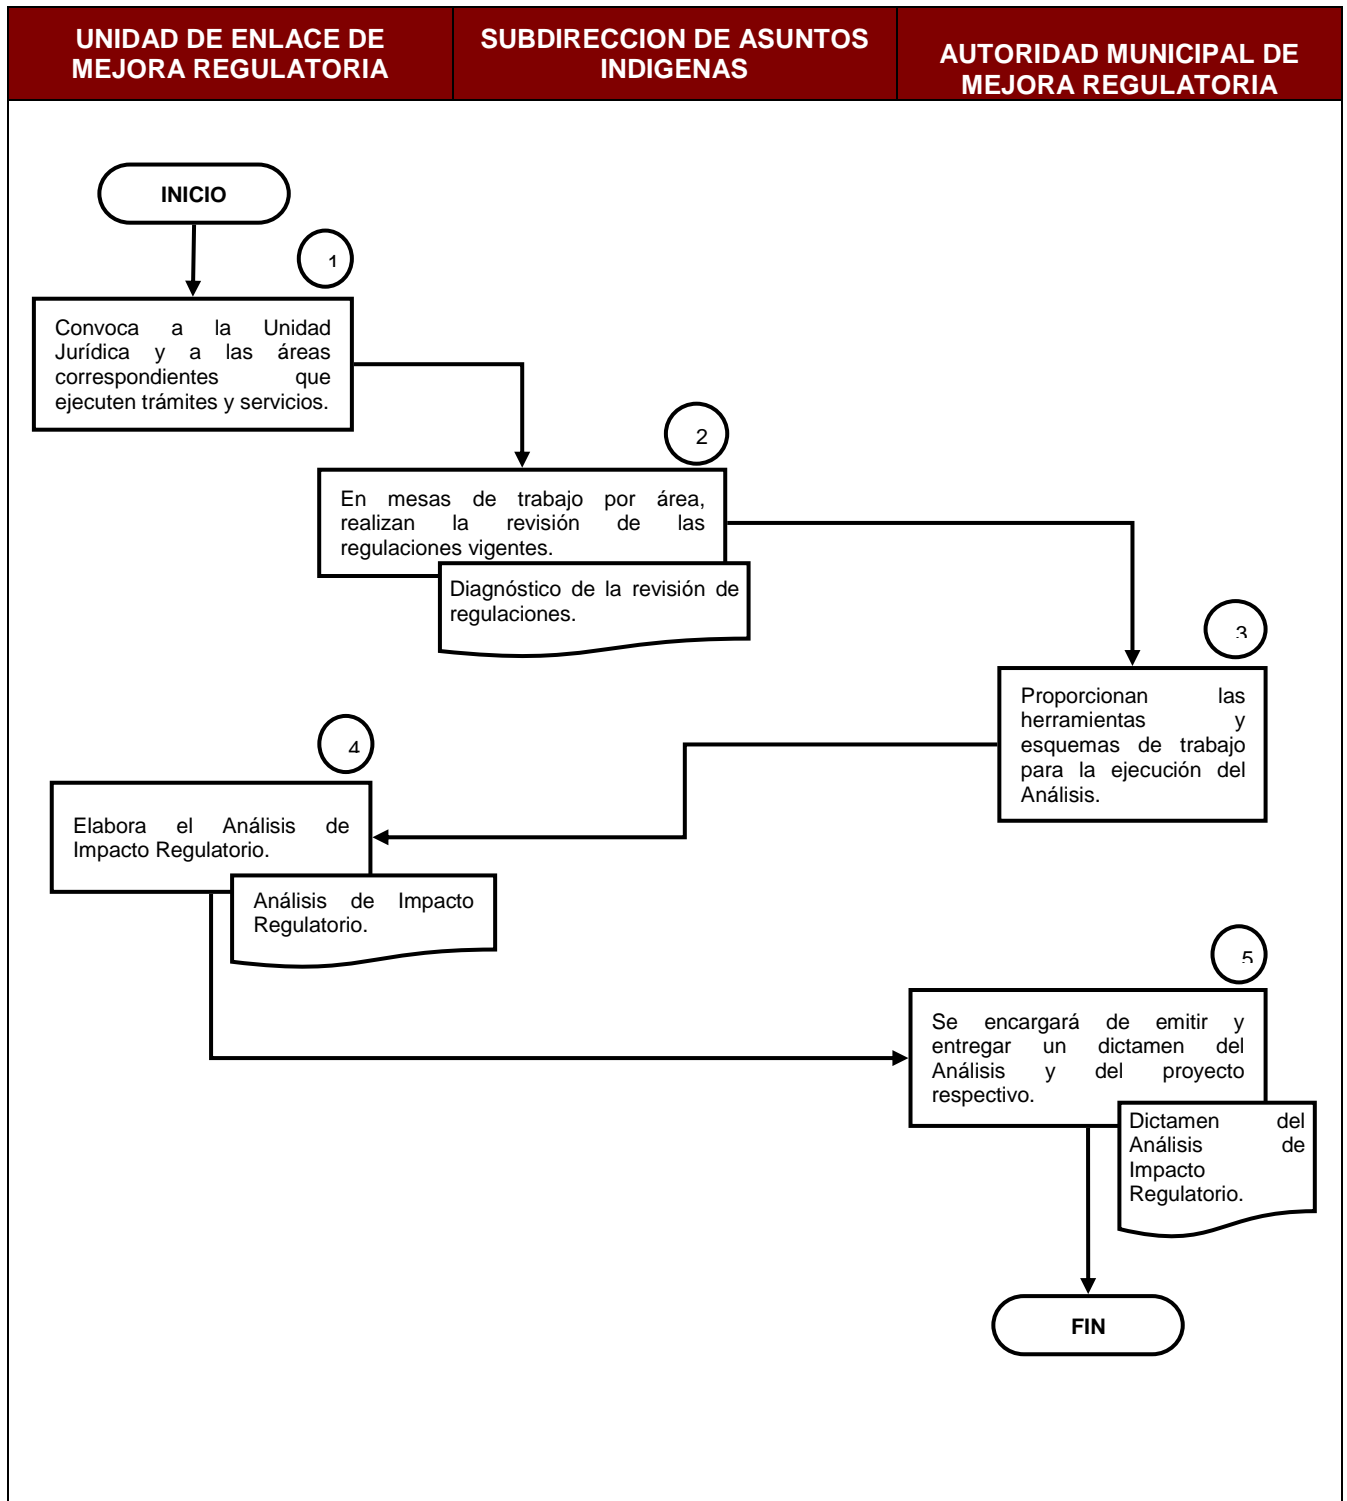 UNIDAD DE ENLACE DE
MEJORA REGULATORIA
SUBDIRECCION DE ASUNTOS
INDIGENAS
AUTORIDAD MUNICIPAL DE
MEJORA REGULATORIA
INICIO
1
Convoca a la Unidad
Jurídica y a las áreas
correspondientes que
ejecuten trámites y servicios.
2
En mesas de trabajo por área,
realizan la revisión de las
regulaciones vigentes.
Diagnóstico de la revisión de
regulaciones.
3
Proporcionan las
herramientas y
esquemas de trabajo
para la ejecución del
Análisis.
4
Elabora el Análisis de
Impacto Regulatorio.
Análisis de Impacto
Regulatorio.
5
Se encargará de emitir y
entregar un dictamen del
Análisis y del proyecto
respectivo.
Dictamen del
Análisis de
Impacto
Regulatorio.
FIN